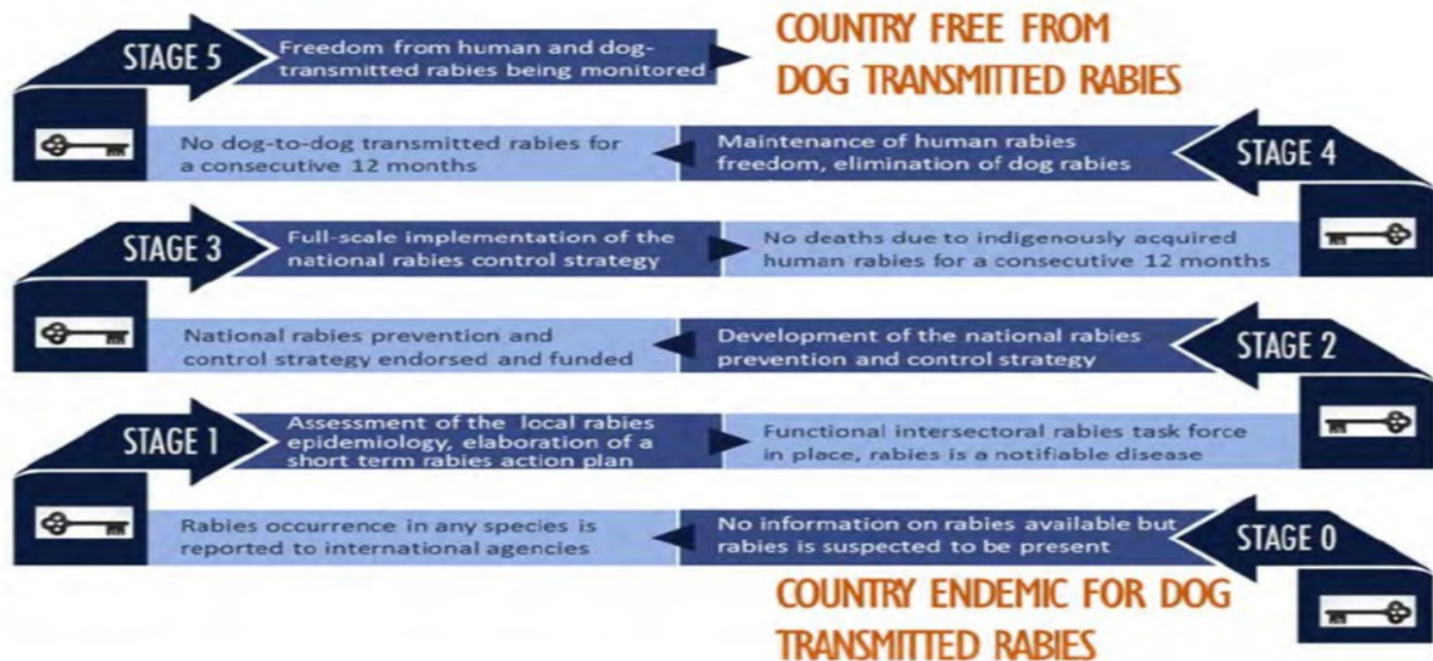 STAGE 5
Freedom from human and dog-
transmitted rabies being monitored
COUNTRY FREE FROM
DOG TRANSMITTED RABIES
No dog-to-dog transmitted rabies for
a consecutive 12 months
Maintenance of human rabies
freedom, elimination of dog rabies
STAGE 4
STAGE 3
Full-scale implementation of the
national rabies control strategy
No deaths due to indigenously acquired
human rabies for a consecutive 12 months
National rabies prevention and
control strategy endorsed and funded
Development of the national rabies
prevention and control strategy
STAGE 2
STAGE 1
Assessment of the local rabies
epidemiology, elaboration of a
short term rabies action plan
Functional intersectoral rabies task force
in place, rabies is a notifiable disease
Rabies occurrence in any species is
reported to international agencies
No information on rabies available but
rabies is suspected to be present
STAGE 0
COUNTRY ENDEMIC FOR DOG
TRANSMITTED RABIES